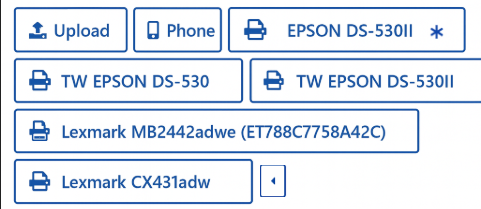 Upload Phone EPSON DS-530II *
TW EPSON DS-530 TW EPSON DS-530II
Lexmark MB2442adwe (ET788C7758A42C)
Lexmark CX431adw